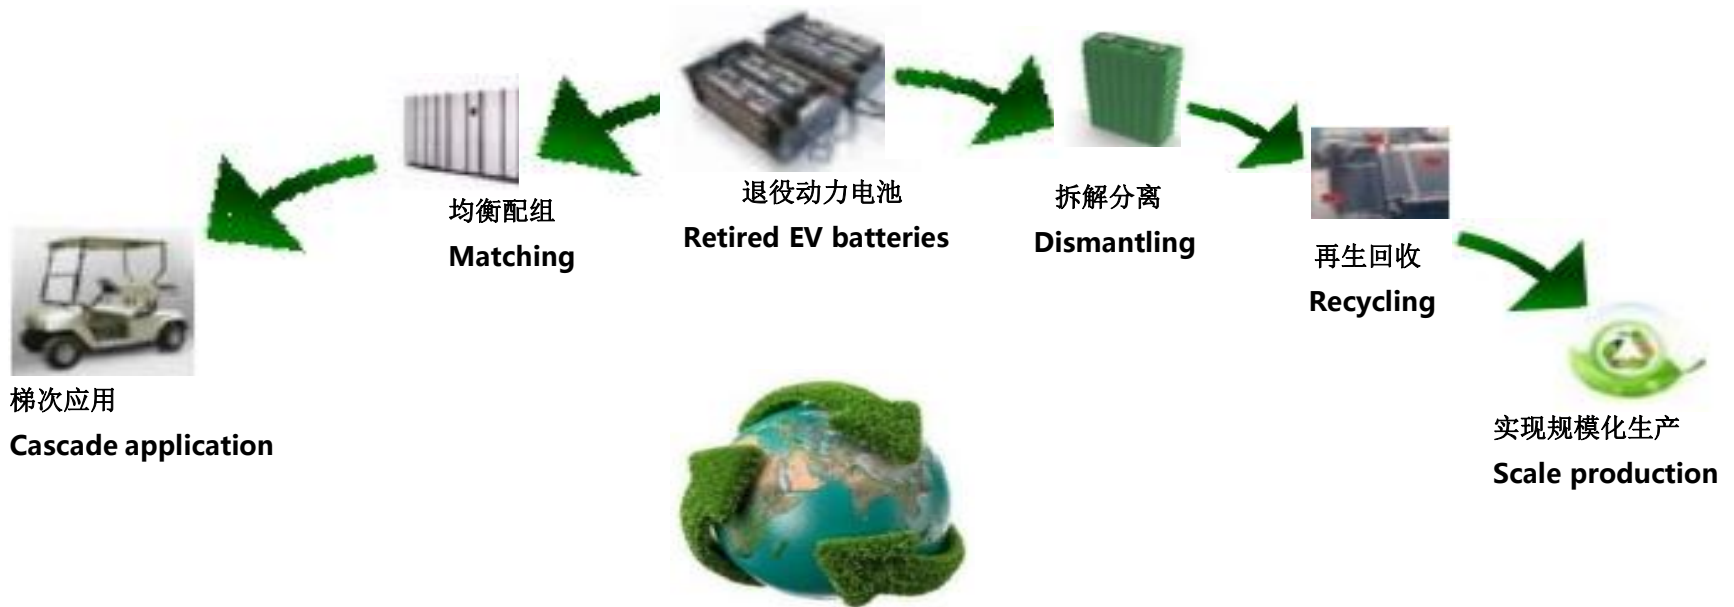 退役动力电池
Retired EV batteries
均衡配组
Matching
梯次应用
Cascade application
拆解分离
Dismantling
再生回收
Recycling
实现规模化生产
Scale production